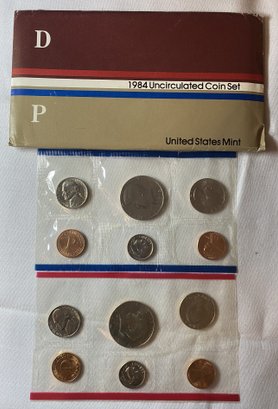 D
1984 Uncirculated Coin Set
P
United States Mint